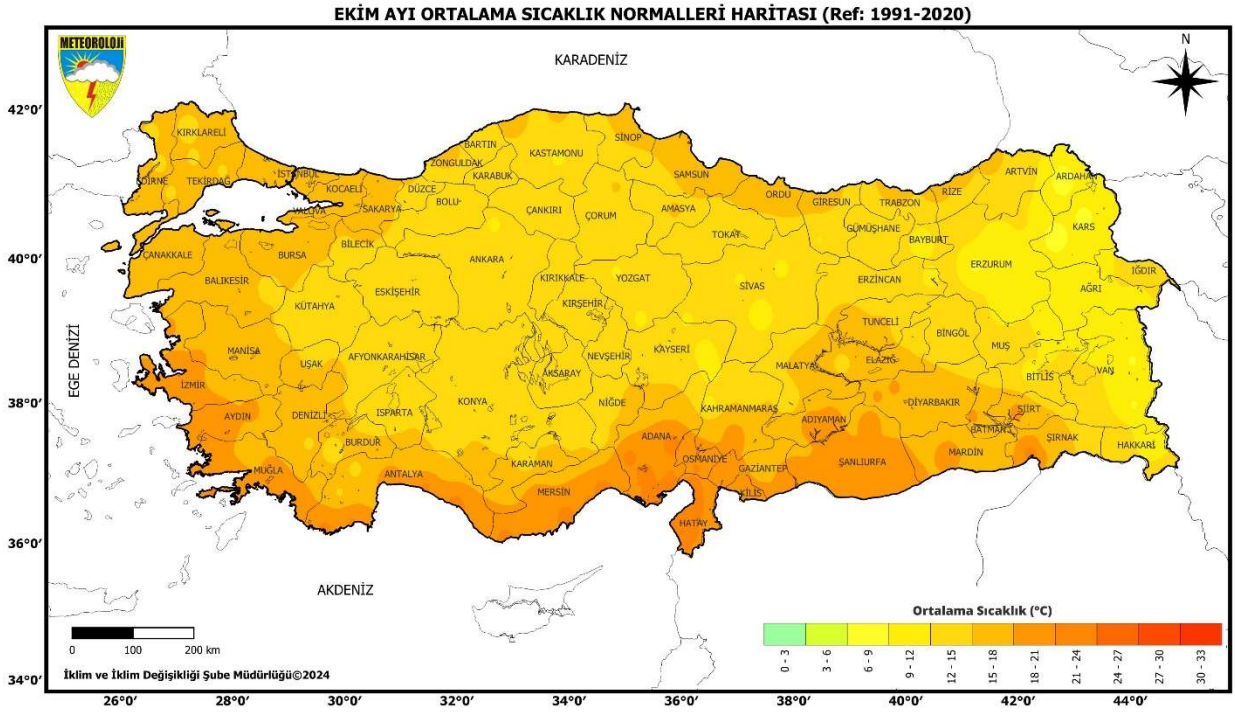 EKİM AYI ORTALAMA SICAKLIK NORMALLERİ HARİTASI (Ref: 1991-2020)
METEOROLOJİ
KARADENİZ
N
42°0'
40°0'
38°0'
36°0'
34°0'
EGE DENİZİ
KIRKLARELİ
TEKİRDAĞ
İSTANBUL
KOCAELİ
YALOVA
SAKARYA
DÜZCE
BOLU
ZONGULDAK
BARTIN
KARABÜK
KASTAMONU
SİNOP
SAMSUN
ORDU
GİRESUN
TRABZON
RİZE
ARTVİN
ARDAHAN
KARS
ÇANAKKALE
BALIKESİR
BURSA
BİLECİK
ESKİŞEHİR
KÜTAHYA
ANKARA
ÇANKIRI
ÇORUM
AMASYA
TOKAT
KIRIKKALE
YOZGAT
KIRŞEHİR
SİVAS
GÜMÜŞHANE
BAYBURT
ERZİNCAN
ERZURUM
IĞDIR
AĞRI
MANİSA
UŞAK
AFYONKARAHİSAR
İZMİR
AYDIN
DENİZLİ
ISPARTA
BURDUR
MUĞLA
ANTALYA
KONYA
AKSARAY
NEVŞEHİR
KAYSERİ
NİĞDE
KARAMAN
MERSİN
ADANA
OSMANİYE
HATAY
KAHRAMANMARAŞ
GAZİANTEP
KİLİS
MALATYA
ADIYAMAN
ŞANLIURFA
TUNCELİ
ELAZIĞ
BİNGÖL
MUŞ
BİTLİS
VAN
DİYARBAKIR
BATMAN
SİİRT
MARDİN
ŞIRNAK
HAKKARİ
AKDENİZ
0 100 200 km
İklim ve İklim Değişikliği Şube Müdürlüğü©2024
Ortalama Sıcaklık (°C)
0 - 3
3 - 6
6 - 9
9 - 12
12 - 15
15 - 18
18 - 21
21 - 24
24 - 27
27 - 30
30 - 33
26°0' 28°0' 30°0' 32°0' 34°0' 36°0' 38°0' 40°0' 42°0' 44°0'